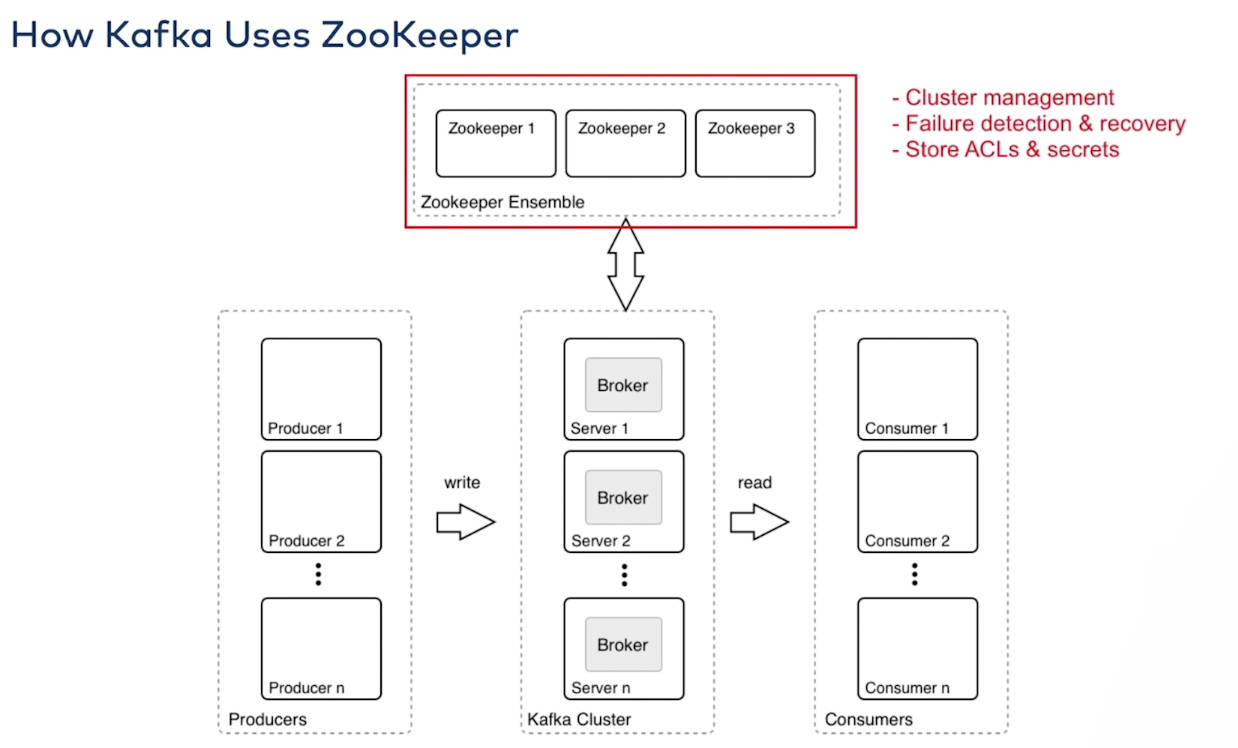 How Kafka Uses ZooKeeper
Zookeeper 1
Zookeeper 2
Zookeeper 3
Zookeeper Ensemble
- Cluster management
- Failure detection & recovery
- Store ACLs & secrets
Producer 1
Producer 2
Producer n
Producers
write
Broker
Server 1
Broker
Server 2
Broker
Server n
Kafka Cluster
read
Consumer 1
Consumer 2
Consumer n
Consumers